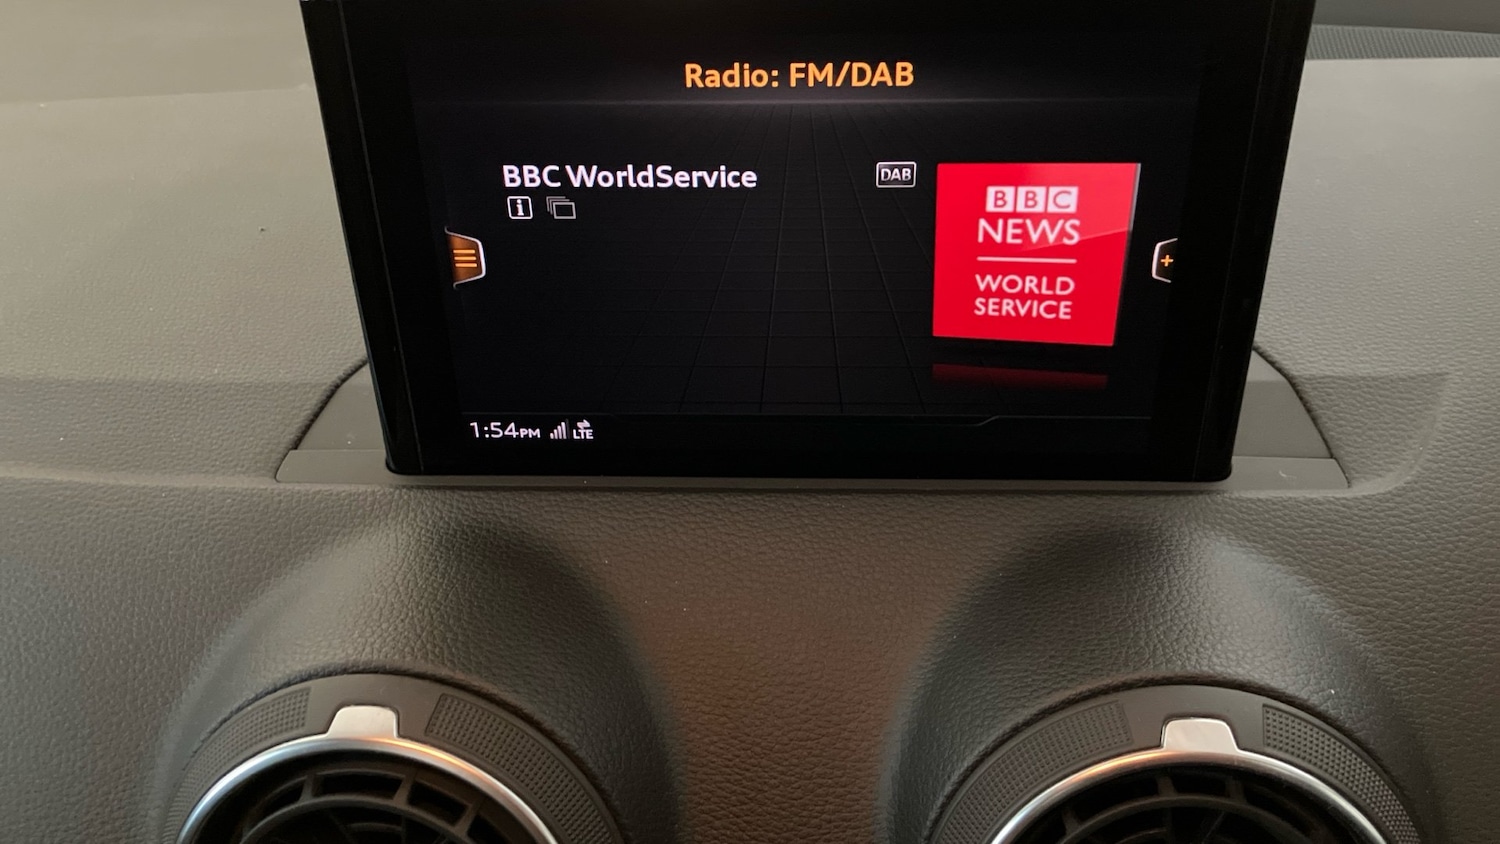 Radio: FM/DAB
BBC WorldService
DAB
i
BBC
NEWS
WORLD
SERVICE
1:54PM
LTE